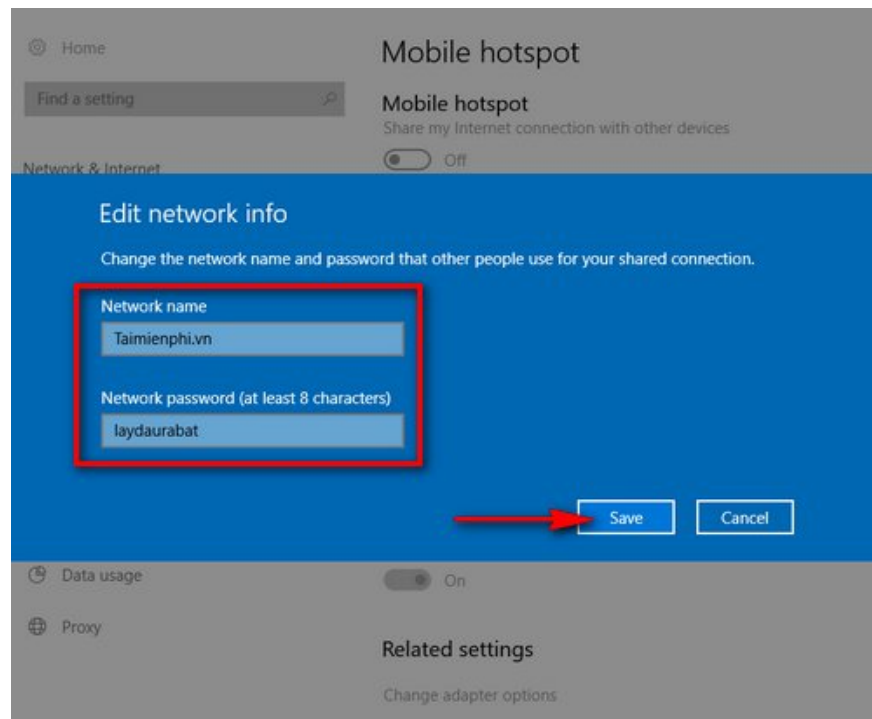 Home
Mobile hotspot
Find a setting
Mobile hotspot
Share my Internet connection with other devices
Off
Network & Internet
Edit network info
Change the network name and password that other people use for your shared connection.
Network name
Taimienphi.vn
Network password (at least 8 characters)
laydaurabat
Save
Cancel
Data usage
On
Proxy
Related settings
Change adapter options